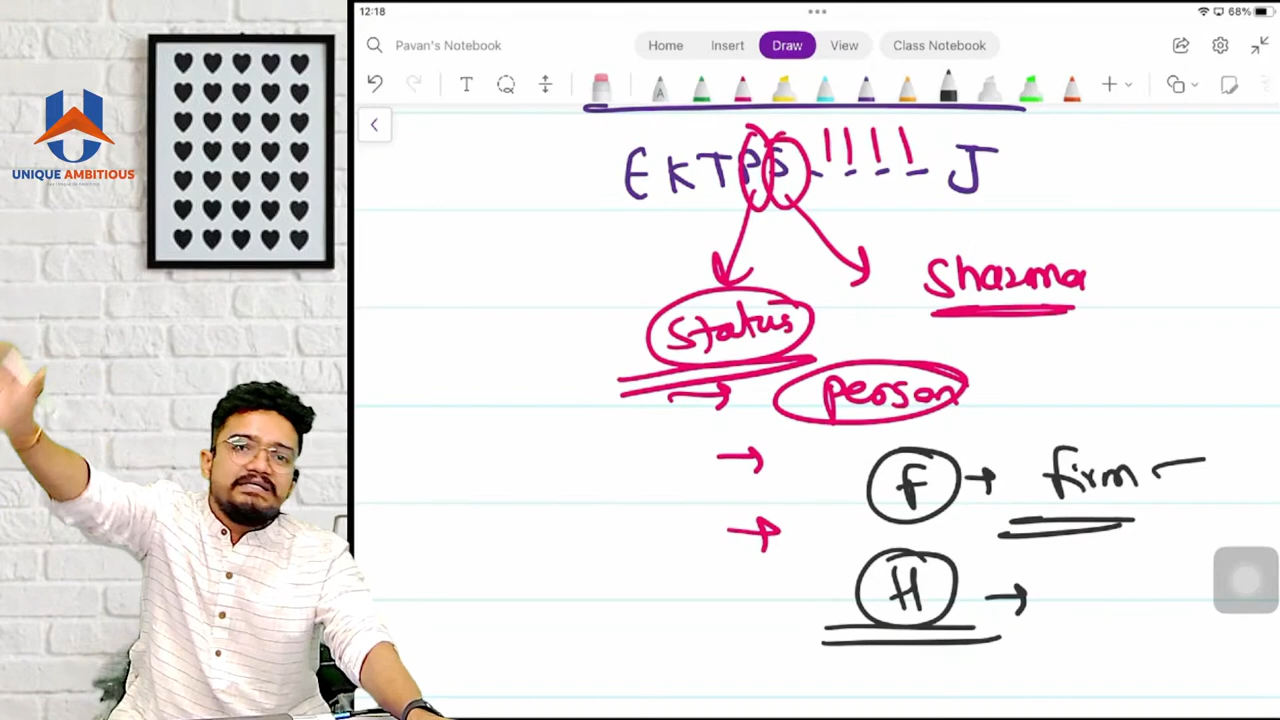 12:18
68%
Pavan's Notebook
Home Insert Draw View Class Notebook
UNIQUE AMBITIOUS
EKTPS - - - - - J
Sharma
Status
→ person
→
F → firm
→
H →